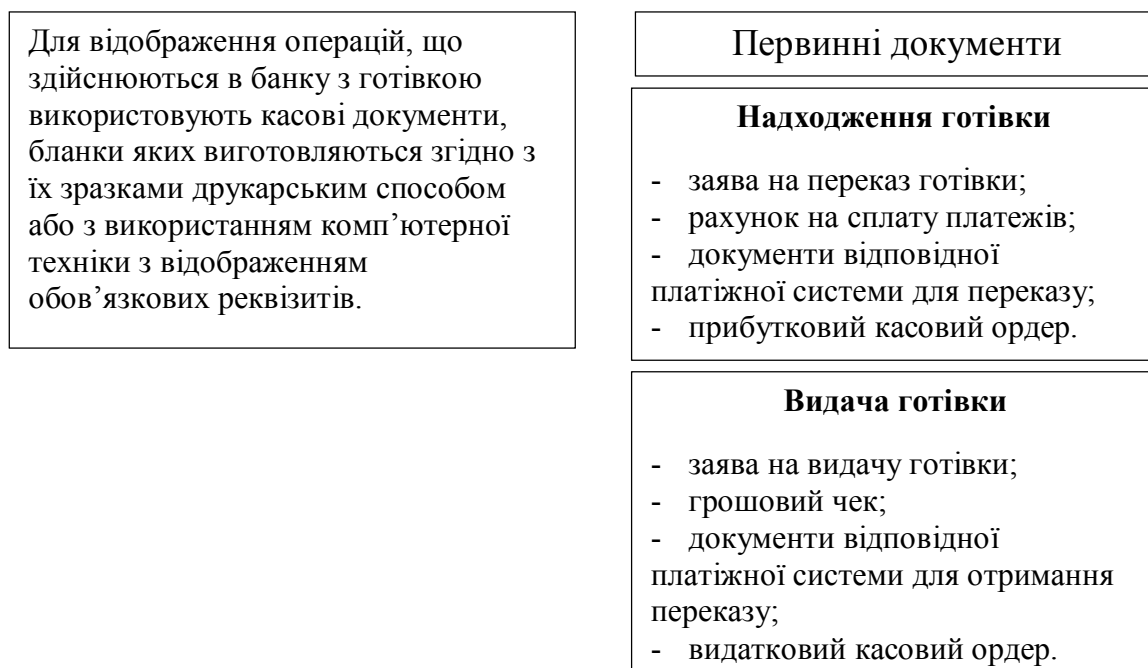 Для відображення операцій, що
здійснюються в банку з готівкою
використовують касові документи,
бланки яких виготовляються згідно з
їх зразками друкарським способом
або з використанням комп’ютерної
техніки з відображенням
обов’язкових реквізитів.
Первинні документи
Надходження готівки
- заява на переказ готівки;
- рахунок на сплату платежів;
- документи відповідної
платіжної системи для переказу;
- прибутковий касовий ордер.
Видача готівки
- заява на видачу готівки;
- грошовий чек;
- документи відповідної
платіжної системи для отримання
переказу;
- видатковий касовий ордер.